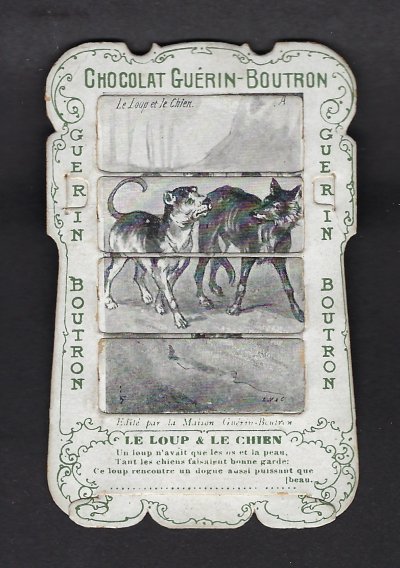 CHOCOLAT GUÉRIN-BOUTRON
Le Loup et le Chien.
A
GUERIN
BOUTRON
GUERIN
BOUTRON
Edité par la Maison Guérin-Boutron
LE LOUP & LE CHIEN
Un loup n'avait que les os et la peau,
Tant les chiens faisaient bonne garde:
Ce loup rencontre un dogue aussi puissant que
[beau.